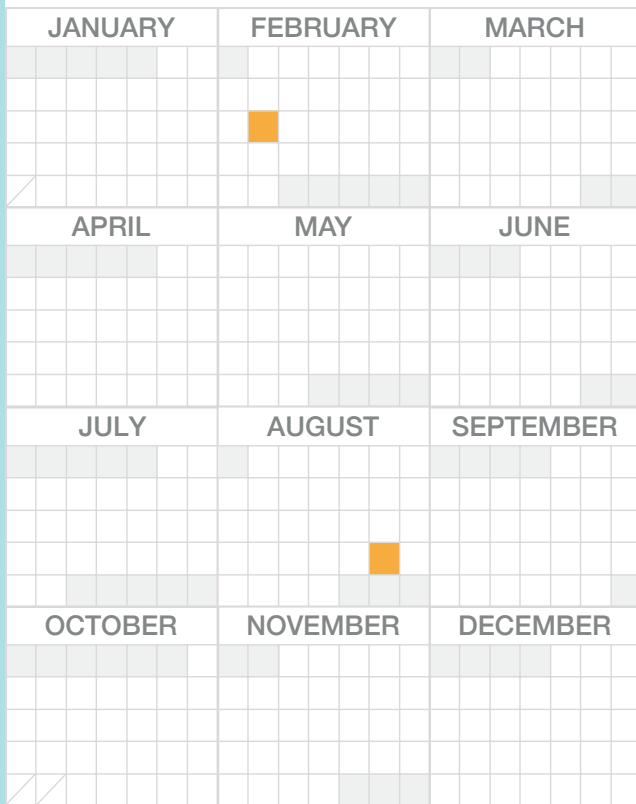 JANUARY FEBRUARY MARCH
APRIL MAY JUNE
JULY AUGUST SEPTEMBER
OCTOBER NOVEMBER DECEMBER